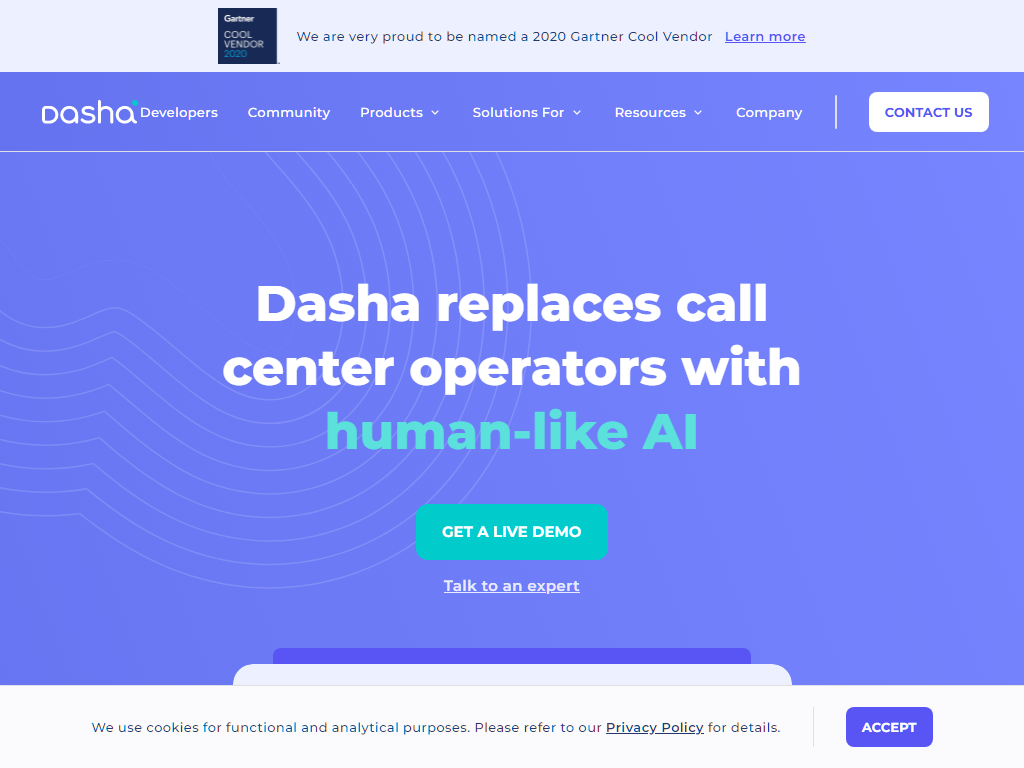 Gartner
COOL
VENDOR
2020
We are very proud to be named a 2020 Gartner Cool Vendor Learn more
Dasha Developers Community Products Solutions For Resources Company CONTACT US
Dasha replaces call
center operators with
human-like AI
GET A LIVE DEMO
Talk to an expert
We use cookies for functional and analytical purposes. Please refer to our Privacy Policy for details. ACCEPT